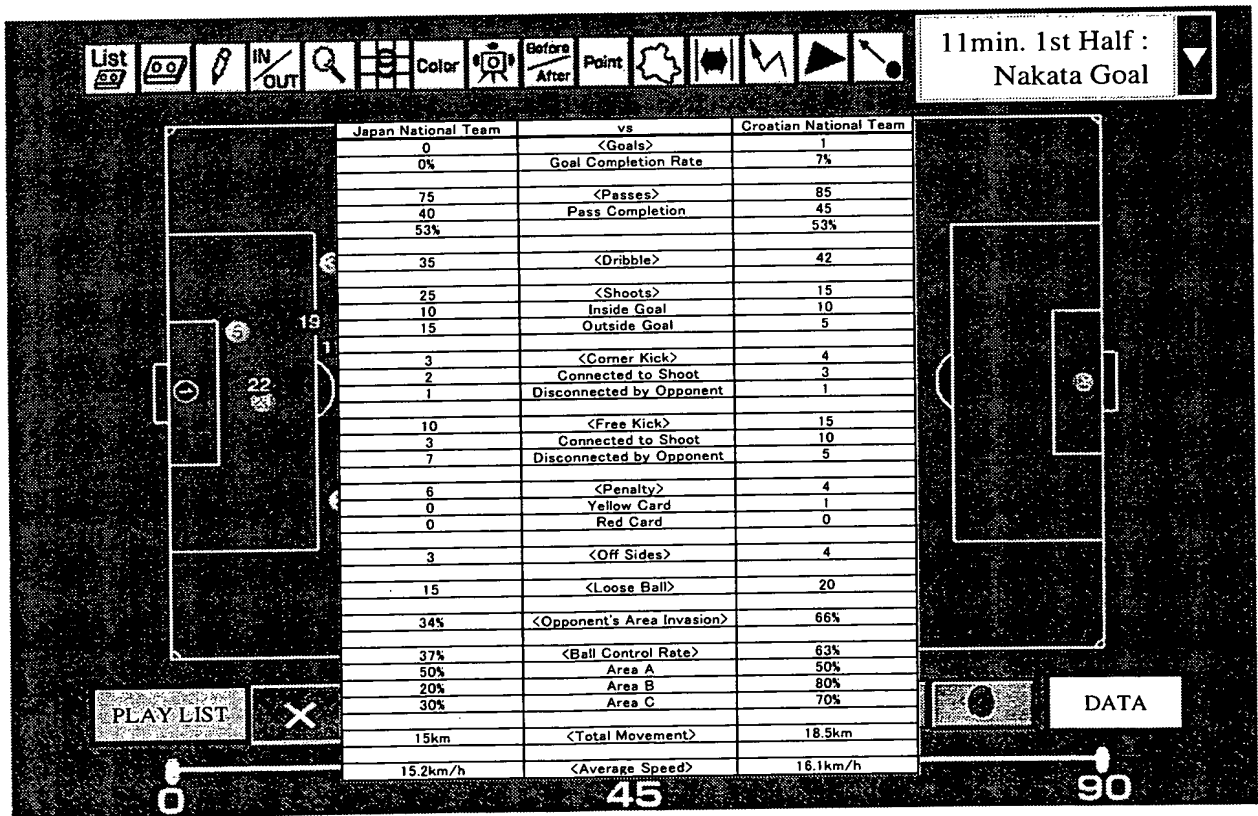 List
IN/OUT
Color
Before/After
Point
11min. 1st Half :
Nakata Goal
Japan National Team vs Croatian National Team
0 <Goals> 1
0% Goal Completion Rate 7%
75 <Passes> 85
40 Pass Completion 45
53% 53%
35 <Dribble> 42
25 <Shoots> 15
10 Inside Goal 10
15 Outside Goal 5
3 <Corner Kick> 4
2 Connected to Shoot 3
1 Disconnected by Opponent 1
10 <Free Kick> 15
3 Connected to Shoot 10
7 Disconnected by Opponent 5
6 <Penalty> 4
0 Yellow Card 1
0 Red Card 0
3 <Off Sides> 4
15 <Loose Ball> 20
34% <Opponent's Area Invasion> 66%
37% <Ball Control Rate> 63%
50% Area A 50%
20% Area B 80%
30% Area C 70%
15km <Total Movement> 18.5km
15.2km/h <Average Speed> 16.1km/h
19
22
1
PLAY LIST
DATA
0 45 90